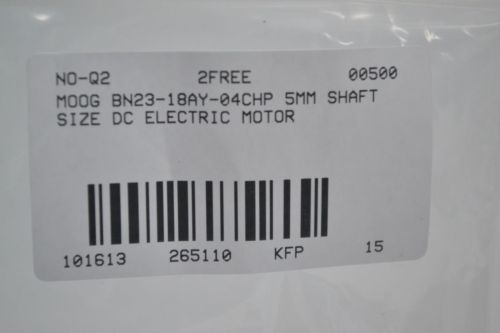 NO-Q2 2FREE 00500
MOOG BN23-18AY-04CHP 5MM SHAFT
SIZE DC ELECTRIC MOTOR
101613 265110 KFP 15